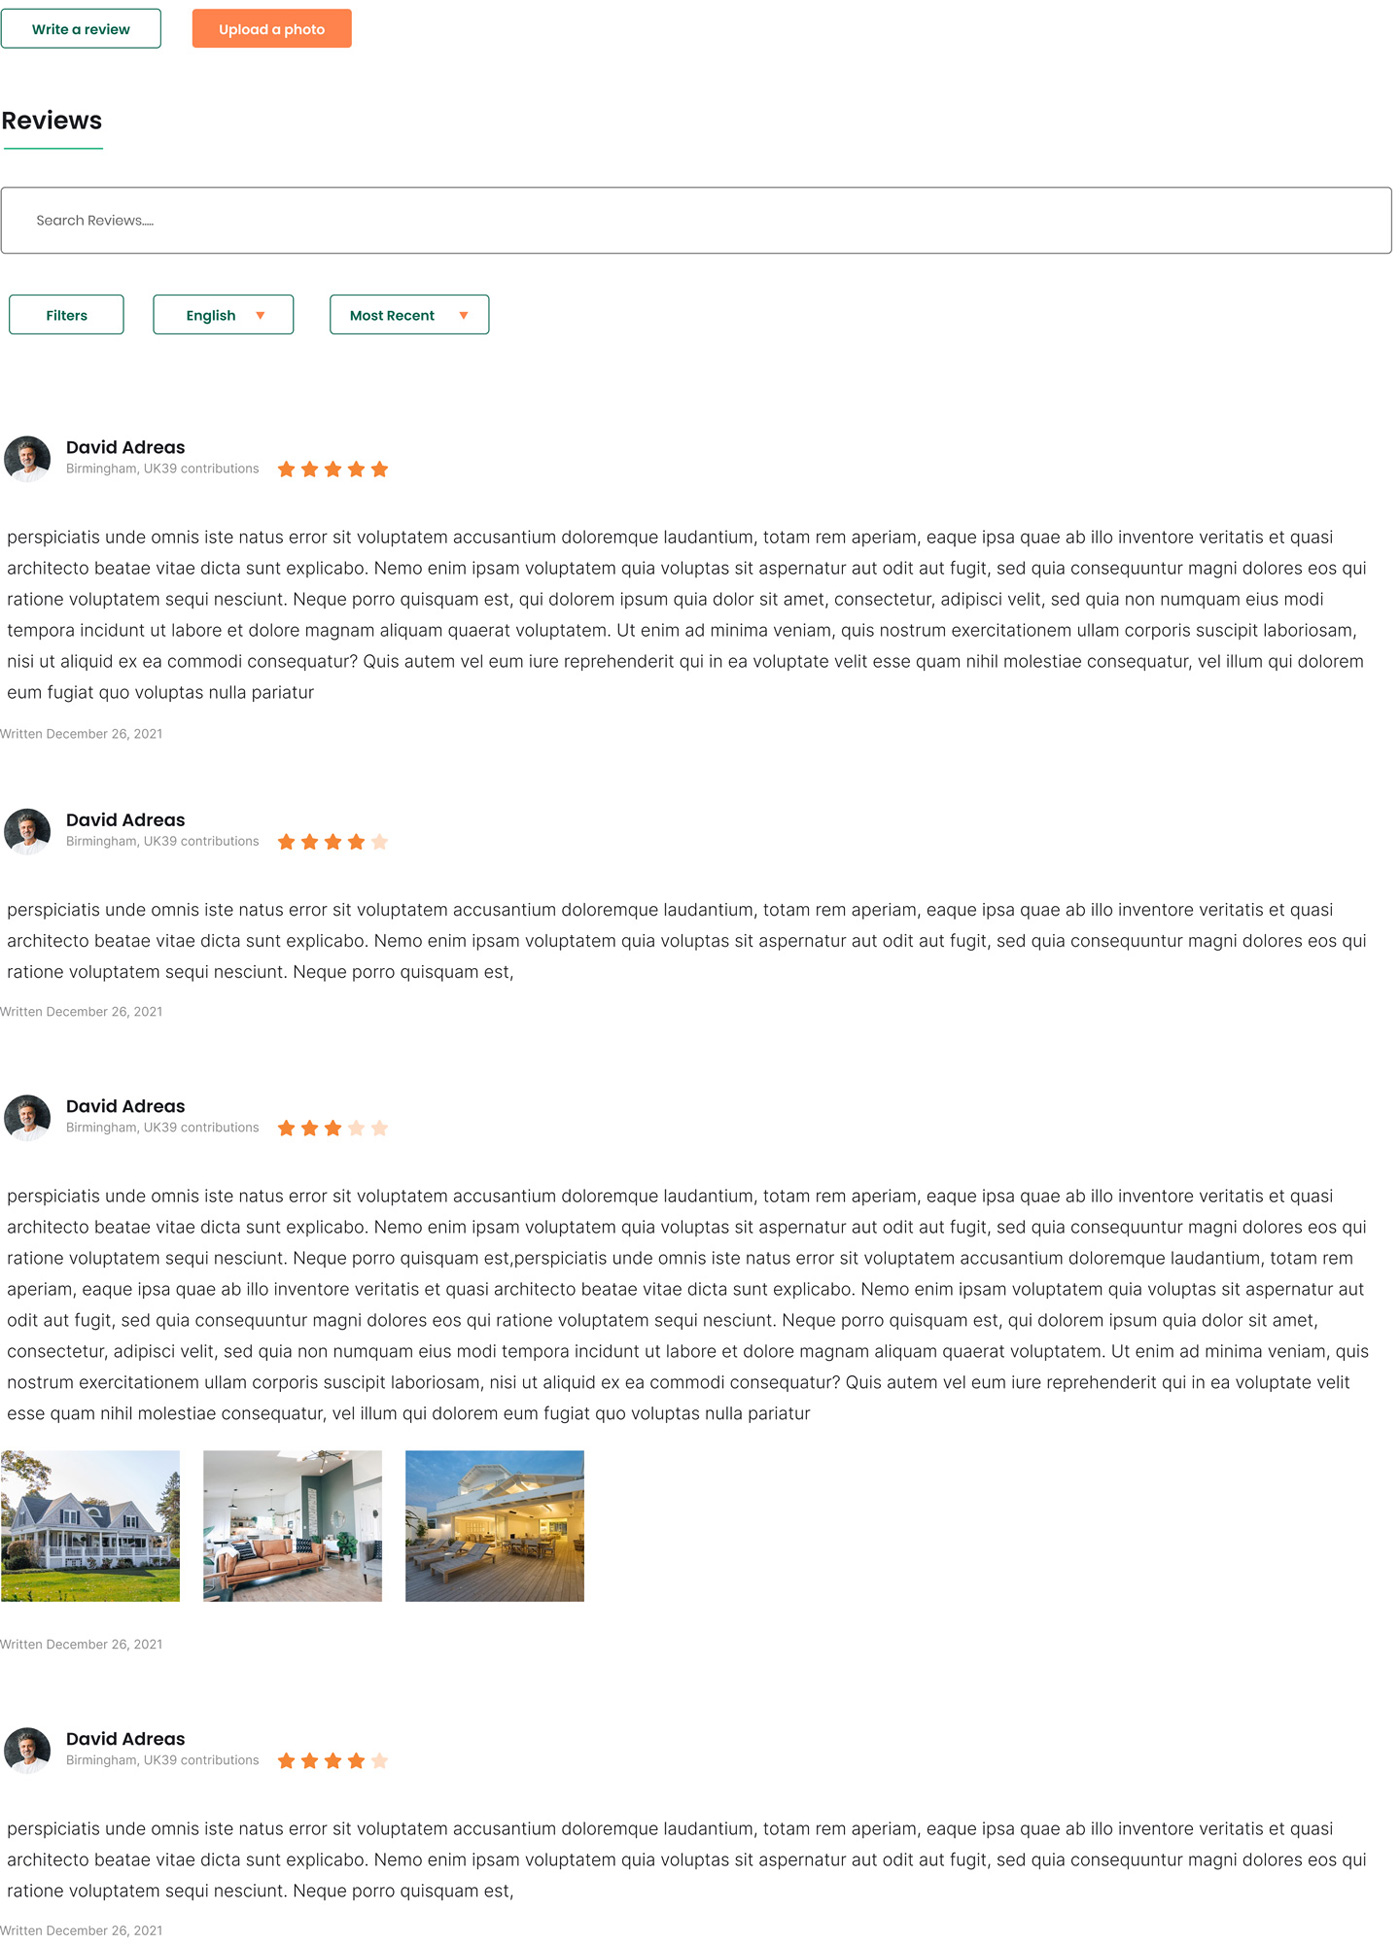 Write a review
Upload a photo
Reviews
Search Reviews.....
Filters
English
Most Recent
David Adreas
Birmingham, UK39 contributions
perspiciatis unde omnis iste natus error sit voluptatem accusantium doloremque laudantium, totam rem aperiam, eaque ipsa quae ab illo inventore veritatis et quasi
architecto beatae vitae dicta sunt explicabo. Nemo enim ipsam voluptatem quia voluptas sit aspernatur aut odit aut fugit, sed quia consequuntur magni dolores eos qui
ratione voluptatem sequi nesciunt. Neque porro quisquam est, qui dolorem ipsum quia dolor sit amet, consectetur, adipisci velit, sed quia non numquam eius modi
tempora incidunt ut labore et dolore magnam aliquam quaerat voluptatem. Ut enim ad minima veniam, quis nostrum exercitationem ullam corporis suscipit laboriosam,
nisi ut aliquid ex ea commodi consequatur? Quis autem vel eum iure reprehenderit qui in ea voluptate velit esse quam nihil molestiae consequatur, vel illum qui dolorem
eum fugiat quo voluptas nulla pariatur
Written December 26, 2021
David Adreas
Birmingham, UK39 contributions
perspiciatis unde omnis iste natus error sit voluptatem accusantium doloremque laudantium, totam rem aperiam, eaque ipsa quae ab illo inventore veritatis et quasi
architecto beatae vitae dicta sunt explicabo. Nemo enim ipsam voluptatem quia voluptas sit aspernatur aut odit aut fugit, sed quia consequuntur magni dolores eos qui
ratione voluptatem sequi nesciunt. Neque porro quisquam est,
Written December 26, 2021
David Adreas
Birmingham, UK39 contributions
perspiciatis unde omnis iste natus error sit voluptatem accusantium doloremque laudantium, totam rem aperiam, eaque ipsa quae ab illo inventore veritatis et quasi
architecto beatae vitae dicta sunt explicabo. Nemo enim ipsam voluptatem quia voluptas sit aspernatur aut odit aut fugit, sed quia consequuntur magni dolores eos qui
ratione voluptatem sequi nesciunt. Neque porro quisquam est,perspiciatis unde omnis iste natus error sit voluptatem accusantium doloremque laudantium, totam rem
aperiam, eaque ipsa quae ab illo inventore veritatis et quasi architecto beatae vitae dicta sunt explicabo. Nemo enim ipsam voluptatem quia voluptas sit aspernatur aut
odit aut fugit, sed quia consequuntur magni dolores eos qui ratione voluptatem sequi nesciunt. Neque porro quisquam est, qui dolorem ipsum quia dolor sit amet,
consectetur, adipisci velit, sed quia non numquam eius modi tempora incidunt ut labore et dolore magnam aliquam quaerat voluptatem. Ut enim ad minima veniam, quis
nostrum exercitationem ullam corporis suscipit laboriosam, nisi ut aliquid ex ea commodi consequatur? Quis autem vel eum iure reprehenderit qui in ea voluptate velit
esse quam nihil molestiae consequatur, vel illum qui dolorem eum fugiat quo voluptas nulla pariatur
Written December 26, 2021
David Adreas
Birmingham, UK39 contributions
perspiciatis unde omnis iste natus error sit voluptatem accusantium doloremque laudantium, totam rem aperiam, eaque ipsa quae ab illo inventore veritatis et quasi
architecto beatae vitae dicta sunt explicabo. Nemo enim ipsam voluptatem quia voluptas sit aspernatur aut odit aut fugit, sed quia consequuntur magni dolores eos qui
ratione voluptatem sequi nesciunt. Neque porro quisquam est,
Written December 26, 2021